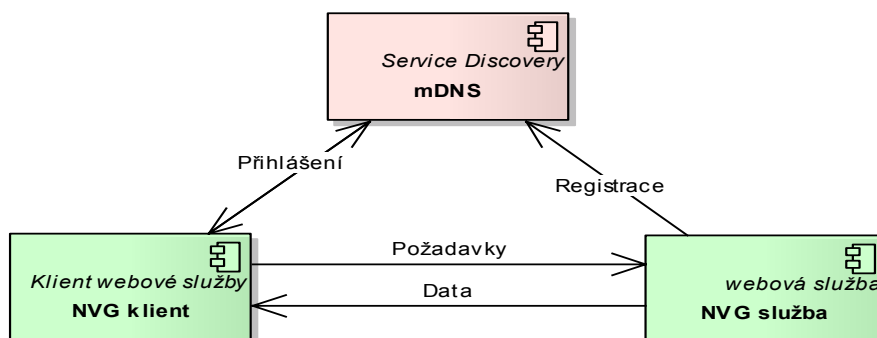 Service Discovery
mDNS
Přihlášení
Registrace
Klient webové služby
NVG klient
Požadavky
Data
webová služba
NVG služba